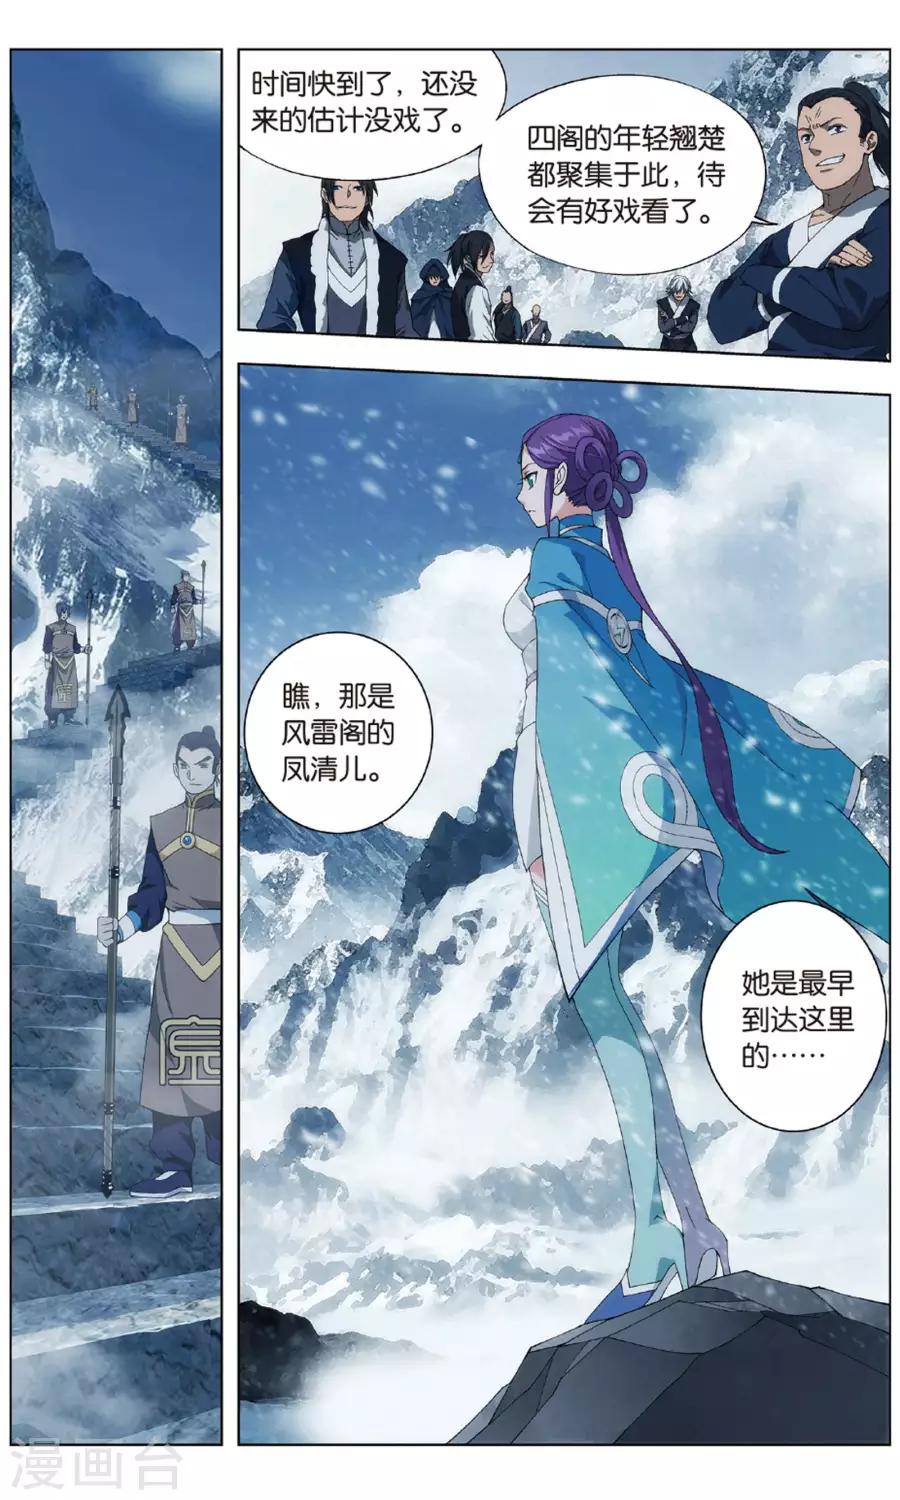 时间快到了，还没
来的估计没戏了。
四阁的年轻翘楚
都聚集于此，待
会有好戏看了。
瞧，那是
风雷阁的
凤清儿。
她是最早
到达这里
的……
漫画台